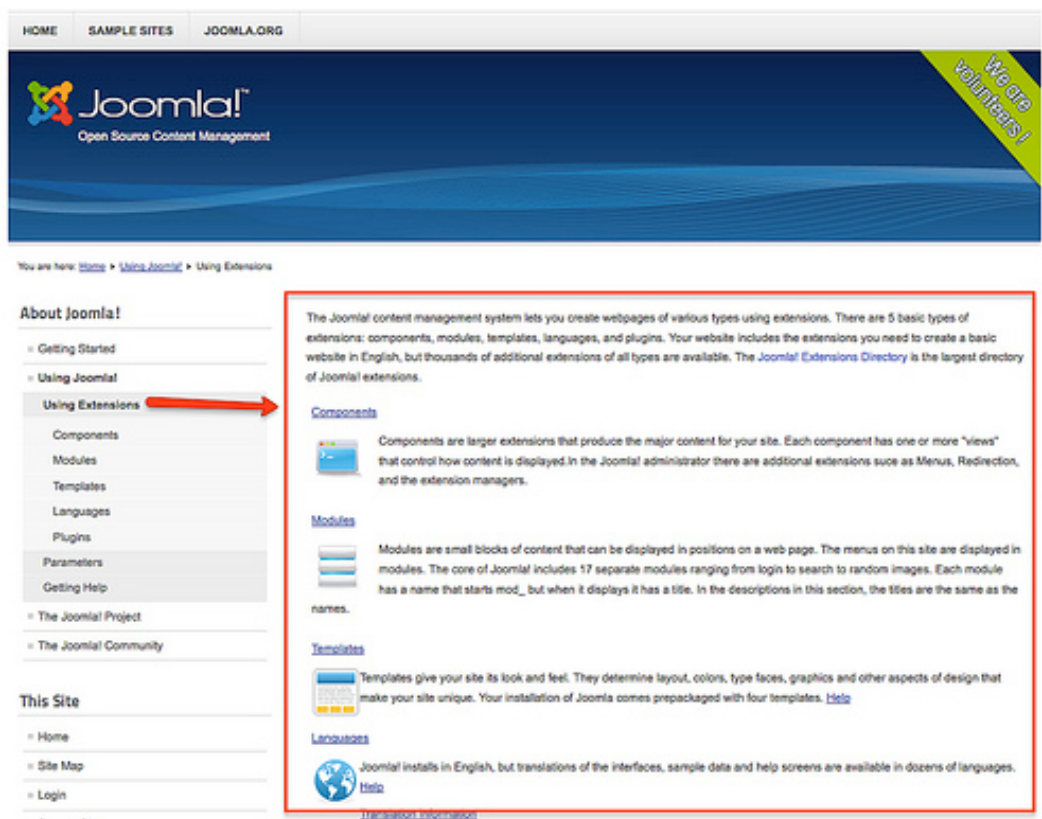 HOME SAMPLE SITES JOOMLA.ORG
Joomla!™
Open Source Content Management
We are
volunteers !
You are here: Home ▸ Using Joomla! ▸ Using Extensions
About Joomla!
Getting Started
Using Joomla!
Using Extensions
Components
Modules
Templates
Languages
Plugins
Parameters
Getting Help
The Joomla! Project
The Joomla! Community
This Site
Home
Site Map
Login
The Joomla! content management system lets you create webpages of various types using extensions. There are 5 basic types of
extensions: components, modules, templates, languages, and plugins. Your website includes the extensions you need to create a basic
website in English, but thousands of additional extensions of all types are available. The Joomla! Extensions Directory is the largest directory
of Joomla! extensions.
Components
Components are larger extensions that produce the major content for your site. Each component has one or more "views"
that control how content is displayed.In the Joomla! administrator there are additional extensions suce as Menus, Redirection,
and the extension managers.
Modules
Modules are small blocks of content that can be displayed in positions on a web page. The menus on this site are displayed in
modules. The core of Joomla! includes 17 separate modules ranging from login to search to random images. Each module
has a name that starts mod_ but when it displays it has a title. In the descriptions in this section, the titles are the same as the
names.
Templates
Templates give your site its look and feel. They determine layout, colors, type faces, graphics and other aspects of design that
make your site unique. Your installation of Joomla comes prepackaged with four templates. Help
Languages
Joomla! installs in English, but translations of the interfaces, sample data and help screens are available in dozens of languages.
Help
Translation information